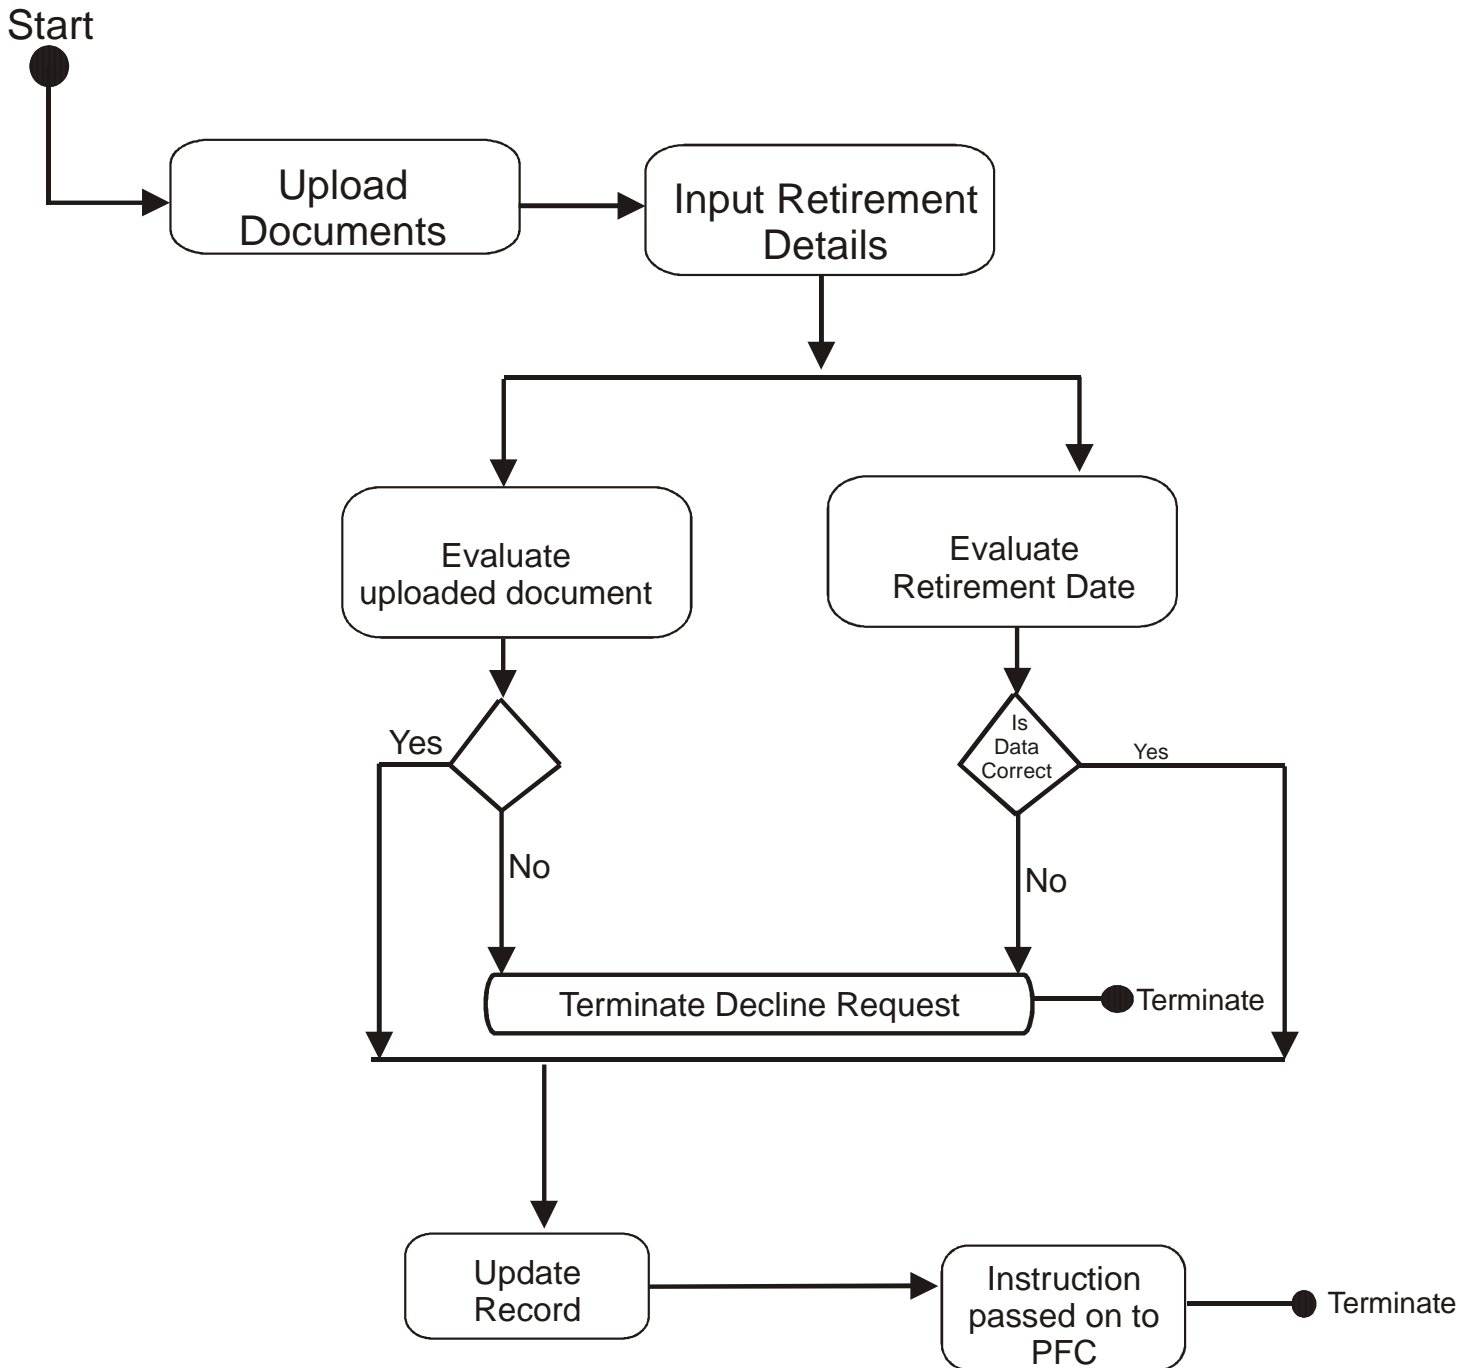 Start
Upload
Documents
Input Retirement
Details
Evaluate
uploaded document
Evaluate
Retirement Date
Yes
Is
Data
Correct
Yes
No
No
Terminate Decline Request
Terminate
Update
Record
Instruction
passed on to
PFC
Terminate